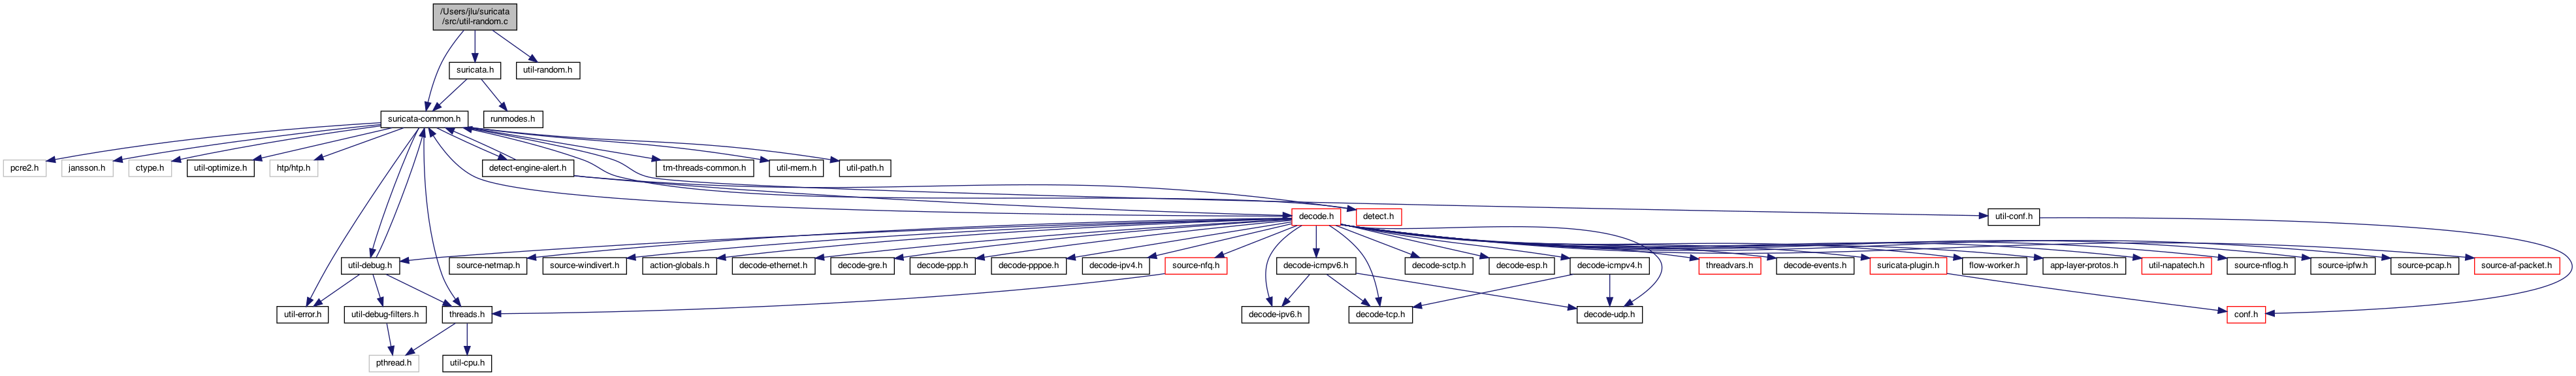 /Users/jlu/suricata
/src/util-random.c
suricata.h
util-random.h
suricata-common.h
runmodes.h
pcre2.h
jansson.h
ctype.h
util-optimize.h
htp/htp.h
detect-engine-alert.h
tm-threads-common.h
util-mem.h
util-path.h
decode.h
detect.h
util-conf.h
util-debug.h
source-netmap.h
source-windivert.h
action-globals.h
decode-ethernet.h
decode-gre.h
decode-ppp.h
decode-pppoe.h
decode-ipv4.h
source-nfq.h
decode-icmpv6.h
decode-sctp.h
decode-esp.h
decode-icmpv4.h
threadvars.h
decode-events.h
suricata-plugin.h
flow-worker.h
app-layer-protos.h
util-napatech.h
source-nflog.h
source-ipfw.h
source-pcap.h
source-af-packet.h
util-error.h
util-debug-filters.h
threads.h
decode-ipv6.h
decode-tcp.h
decode-udp.h
conf.h
pthread.h
util-cpu.h